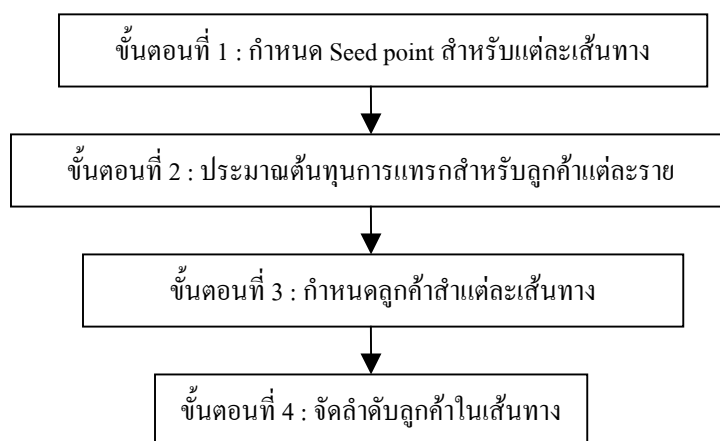 ขั้นตอนที่ 1 : กำหนด Seed point สำหรับแต่ละเส้นทาง
ขั้นตอนที่ 2 : ประมาณต้นทุนการแทรกสำหรับลูกค้าแต่ละราย
ขั้นตอนที่ 3 : กำหนดลูกค้าสำแต่ละเส้นทาง
ขั้นตอนที่ 4 : จัดลำดับลูกค้าในเส้นทาง